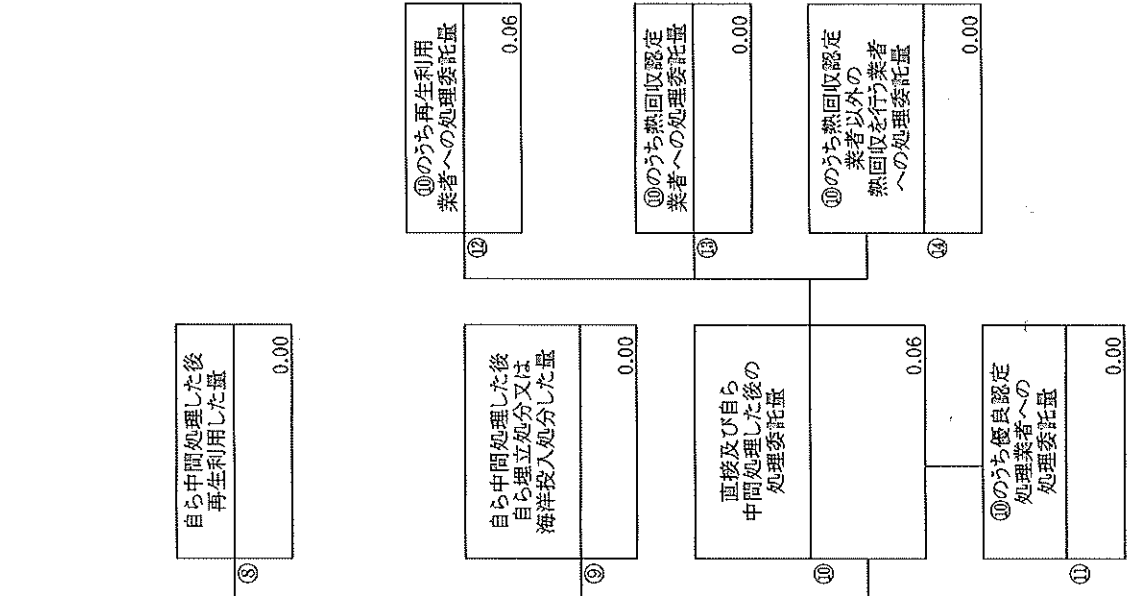 ⑧
自ら中間処理した後
再生利用した量
0.00
⑨
自ら中間処理した後
自ら埋立処分又は
海洋投入処分した量
0.00
⑩
直接及び自ら
中間処理した後の
処理委託量
0.06
⑪
⑩のうち優良認定
処理業者への
処理委託量
0.00
⑫
⑩のうち再生利用
業者への処理委託量
0.06
⑬
⑩のうち熱回収認定
業者への処理委託量
0.00
⑭
⑩のうち熱回収認定
業者以外の
熱回収を行う業者
への処理委託量
0.00